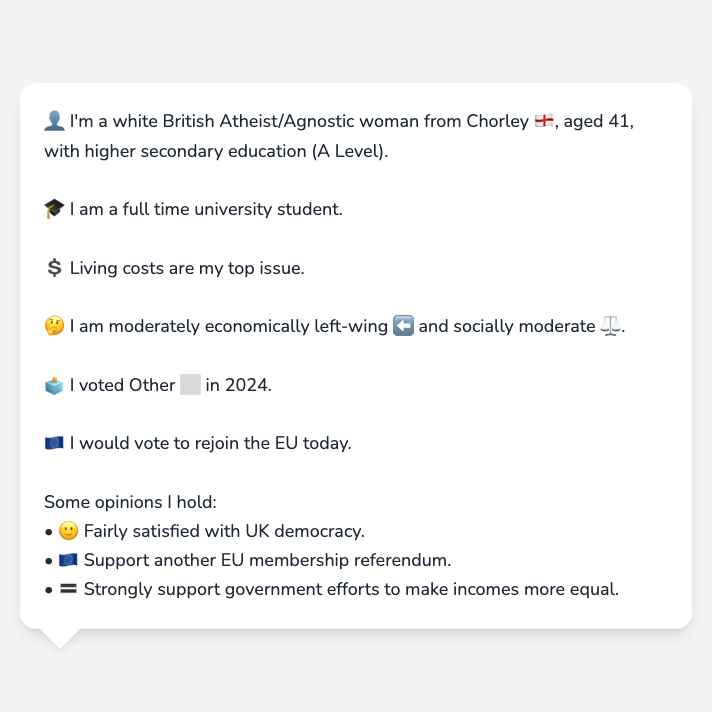 👤 I'm a white British Atheist/Agnostic woman from Chorley 🏴󠁧󠁢󠁥󠁮󠁧󠁿, aged 41,
with higher secondary education (A Level).
🎓 I am a full time university student.
💲 Living costs are my top issue.
🤔 I am moderately economically left-wing ⬅️ and socially moderate ⚖️.
🗳️ I voted Other ⬜ in 2024.
🇪🇺 I would vote to rejoin the EU today.
Some opinions I hold:
• 🙂 Fairly satisfied with UK democracy.
• 🇪🇺 Support another EU membership referendum.
• 🟰 Strongly support government efforts to make incomes more equal.